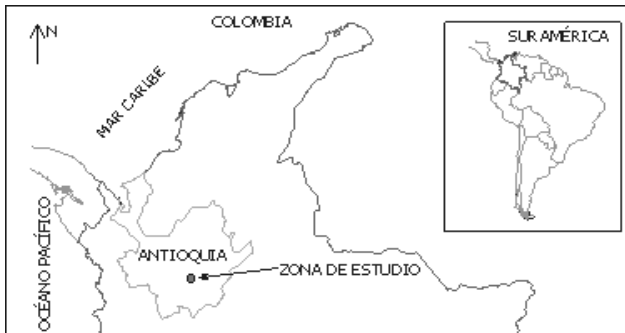 COLOMBIA
N
SUR AMÉRICA
MAR CARIBE
OCÉANO PACÍFICO
ANTIOQUIA
ZONA DE ESTUDIO